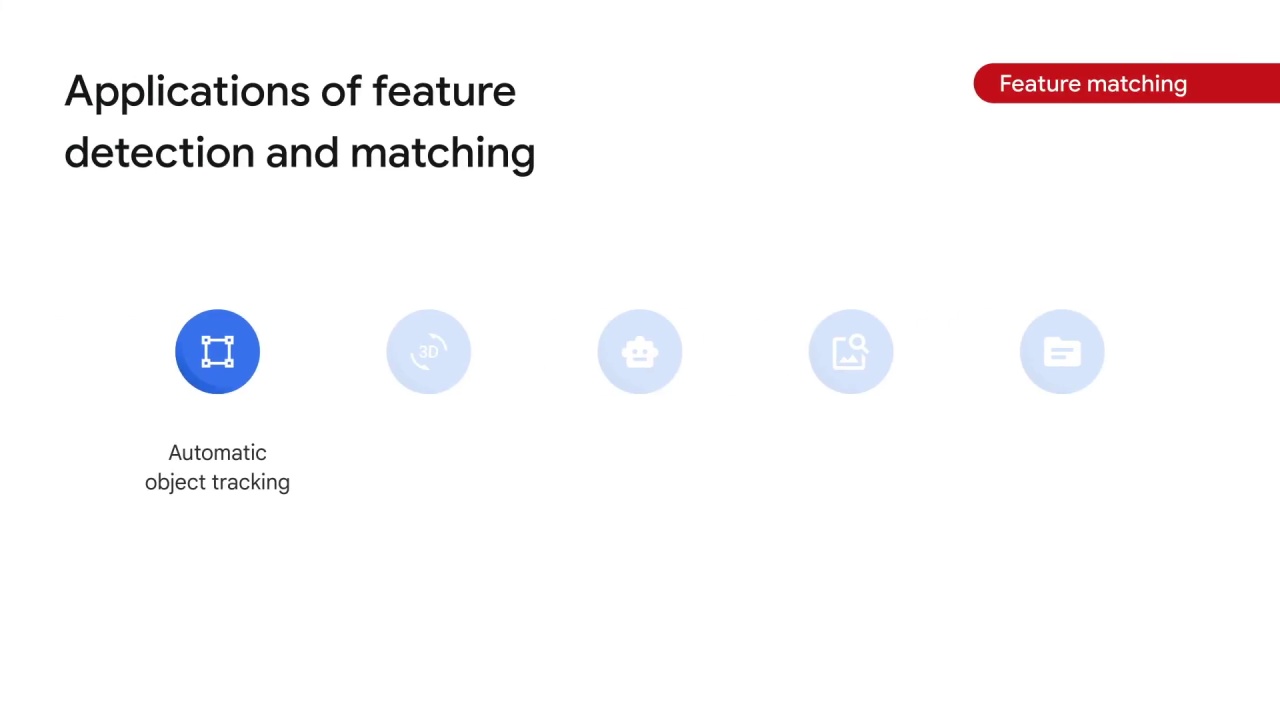 Applications of feature
detection and matching
Feature matching
3D
Automatic
object tracking